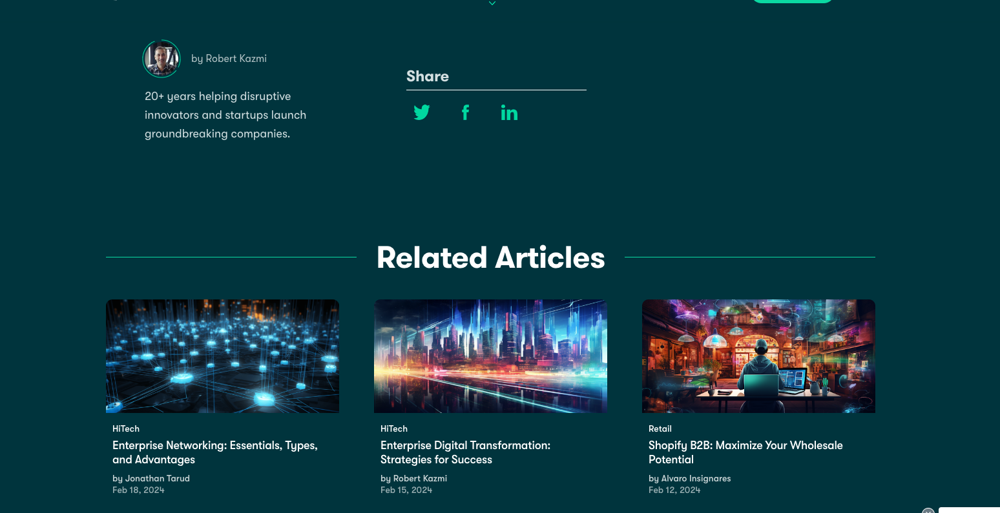 by Robert Kazmi
20+ years helping disruptive
innovators and startups launch
groundbreaking companies.
Share
Related Articles
HiTech
Enterprise Networking: Essentials, Types,
and Advantages
by Jonathan Tarud
Feb 18, 2024
HiTech
Enterprise Digital Transformation:
Strategies for Success
by Robert Kazmi
Feb 15, 2024
Retail
Shopify B2B: Maximize Your Wholesale
Potential
by Alvaro Insignares
Feb 12, 2024